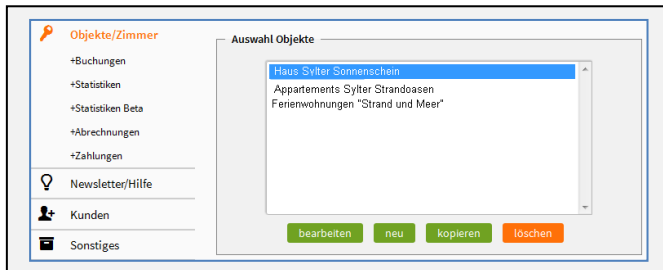 Objekte/Zimmer
+Buchungen
+Statistiken
+Statistiken Beta
+Abrechnungen
+Zahlungen
Newsletter/Hilfe
Kunden
Sonstiges
Auswahl Objekte
Haus Sylter Sonnenschein
Appartements Sylter Strandoasen
Ferienwohnungen "Strand und Meer"
bearbeiten neu kopieren löschen